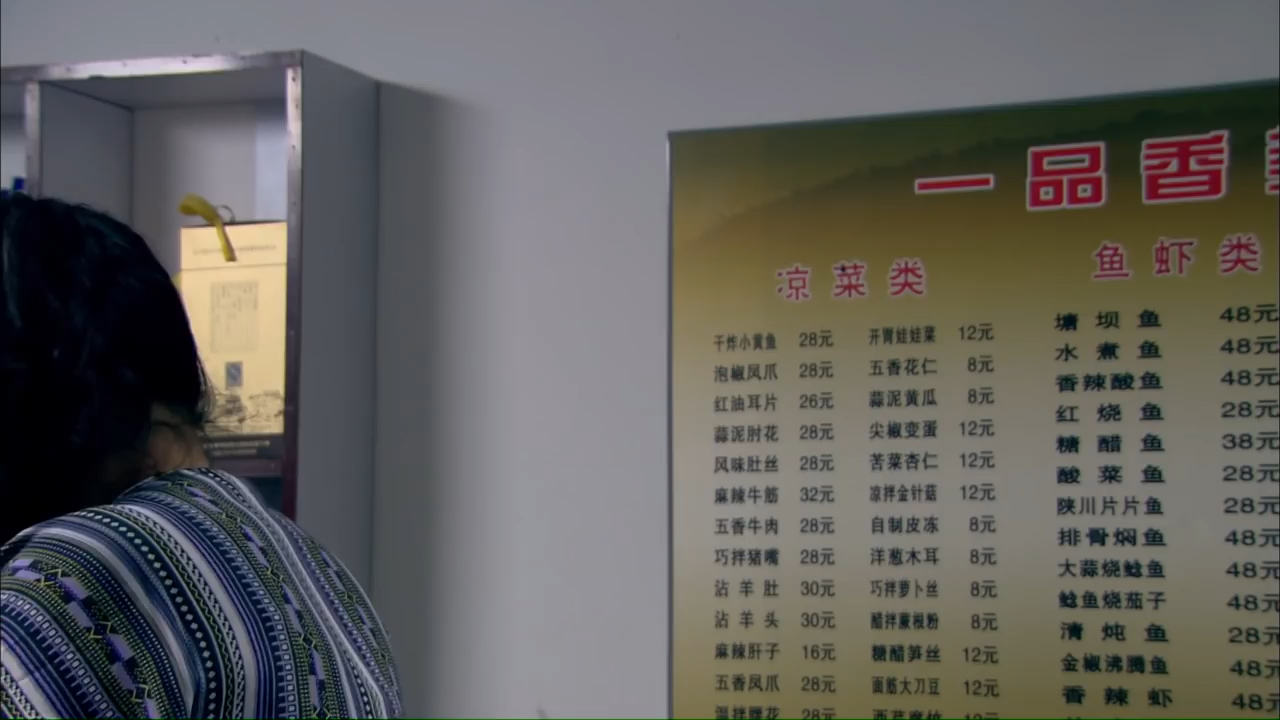 一品香
凉菜类
干炸小黄鱼 28元
泡椒凤爪 28元
红油耳片 26元
蒜泥肘花 28元
风味肚丝 28元
麻辣牛筋 32元
五香牛肉 28元
巧拌猪嘴 28元
沾羊肚 30元
沾羊头 30元
麻辣肝子 16元
五香凤爪 28元
温拌腰花 28元
开胃娃娃菜 12元
五香花仁 8元
蒜泥黄瓜 8元
尖椒变蛋 12元
苦菜杏仁 12元
凉拌金针菇 12元
自制皮冻 8元
洋葱木耳 8元
巧拌萝卜丝 8元
醋拌蕨根粉 8元
糖醋笋丝 12元
面筋大刀豆 12元
鱼虾类
塘坝鱼 48元
水煮鱼 48元
香辣酸鱼 48元
红烧鱼 28元
糖醋鱼 38元
酸菜鱼 28元
陕川片片鱼 28元
排骨焖鱼 48元
大蒜烧鲶鱼 48元
鲶鱼烧茄子 48元
清炖鱼 28元
金椒沸腾鱼 48元
香辣虾 48元